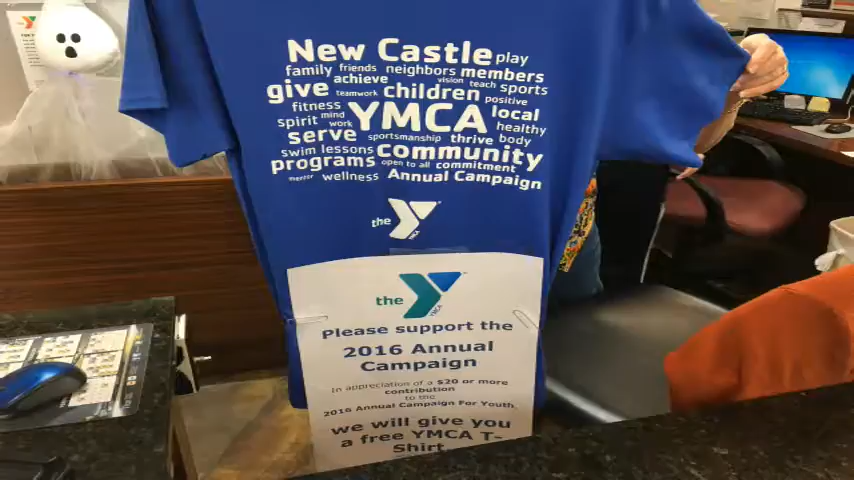 New Castle play
family friends neighbors members
achieve vision teach sports
give teamwork children positive
fitness mind YMCA local
spirit work healthy
serve sportsmanship thrive body
swim lessons community
programs open to all commitment
mentor wellness Annual Campaign
the YMCA
the YMCA
Please support the
2016 Annual
Campaign
In appreciation of a $20 or more
contribution
to the
2016 Annual Campaign For Youth,
we will give you
a free YMCA T-
Shirt.